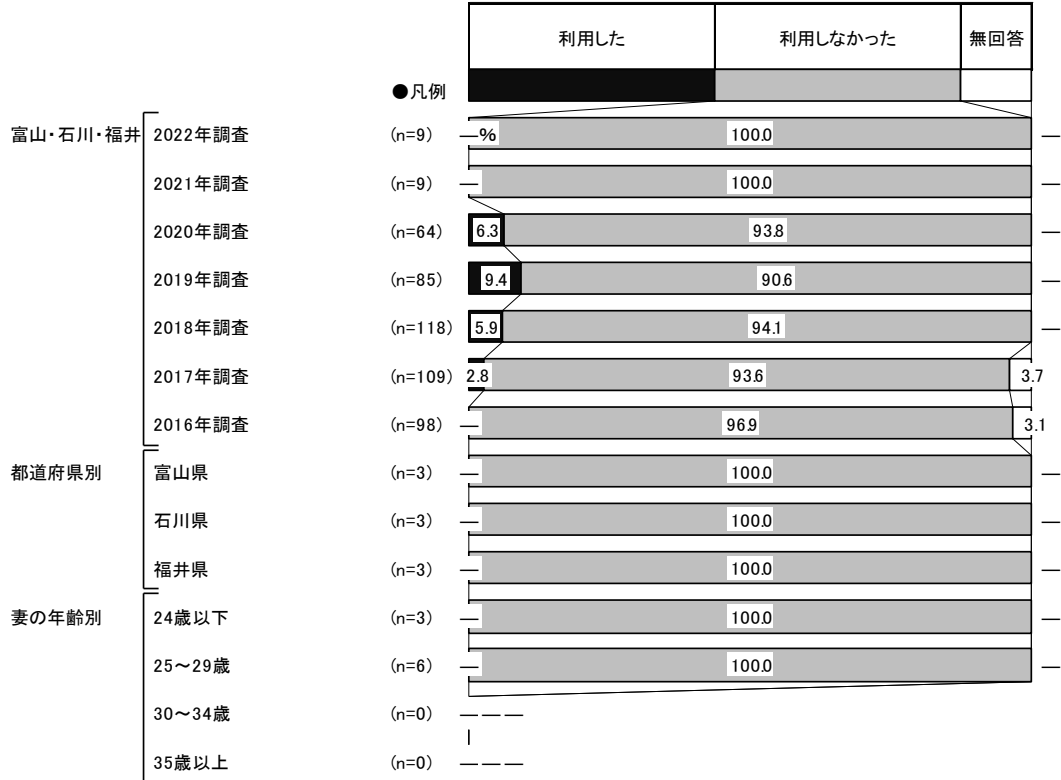 利用した 利用しなかった 無回答
●凡例
富山・石川・福井 2022年調査 (n=9) ―% 100.0 ―
2021年調査 (n=9) ― 100.0 ―
2020年調査 (n=64) 6.3 93.8 ―
2019年調査 (n=85) 9.4 90.6 ―
2018年調査 (n=118) 5.9 94.1 ―
2017年調査 (n=109) 2.8 93.6 3.7
2016年調査 (n=98) ― 96.9 3.1
都道府県別 富山県 (n=3) ― 100.0 ―
石川県 (n=3) ― 100.0 ―
福井県 (n=3) ― 100.0 ―
妻の年齢別 24歳以下 (n=3) ― 100.0 ―
25～29歳 (n=6) ― 100.0 ―
30～34歳 (n=0) ― ― ―
35歳以上 (n=0) ― ― ―